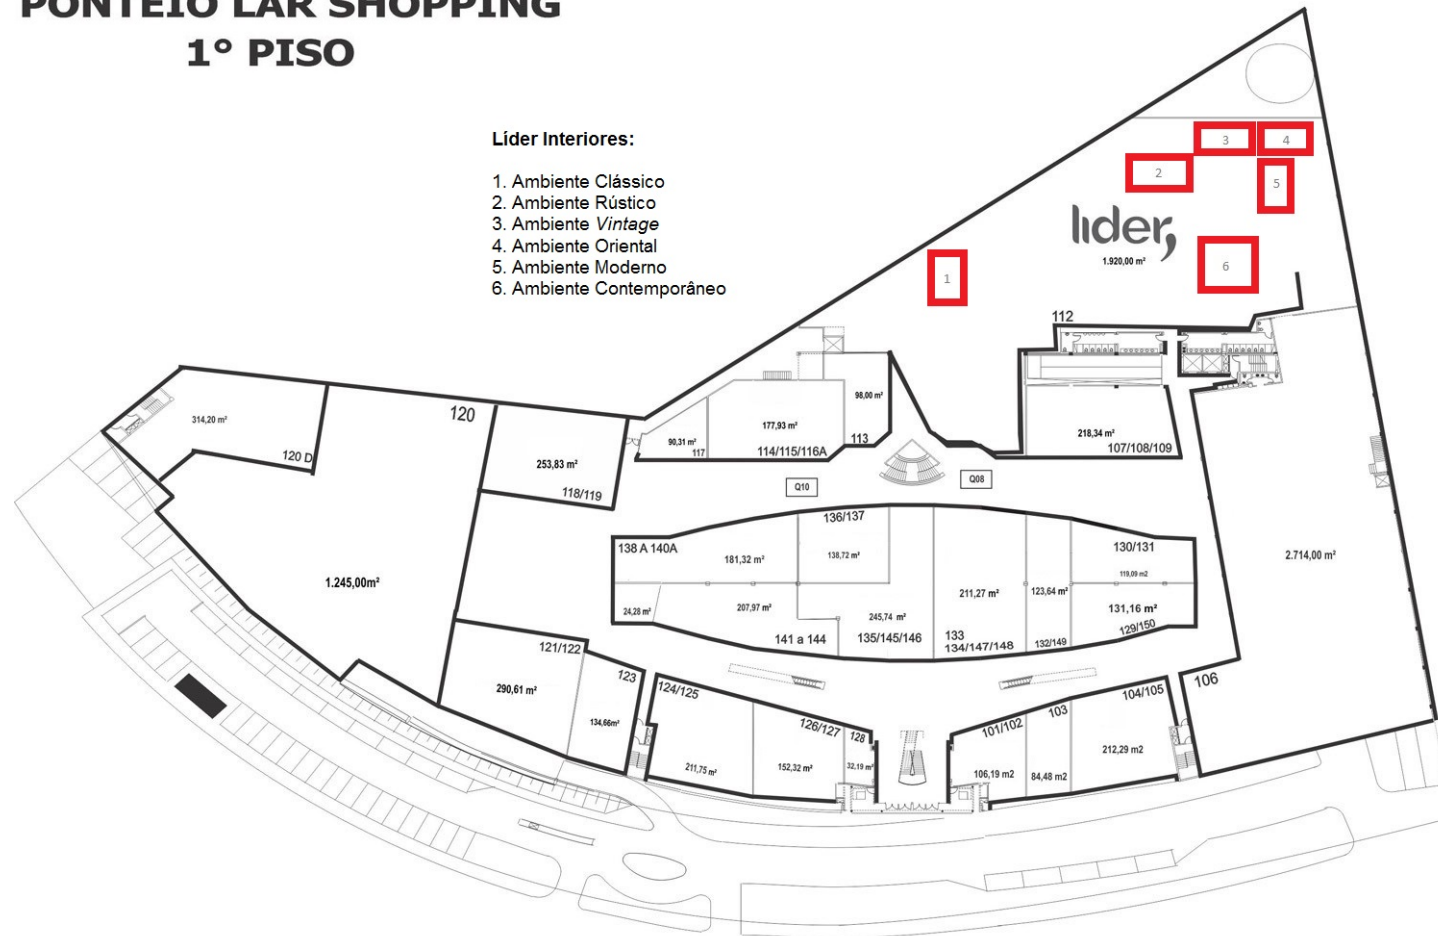 PONTEIO LAR SHOPPING
1° PISO
Líder Interiores:
1. Ambiente Clássico
2. Ambiente Rústico
3. Ambiente Vintage
4. Ambiente Oriental
5. Ambiente Moderno
6. Ambiente Contemporâneo
3
4
2
5
líder,
1.920,00 m²
6
1
112
314,20 m²
120 D
120
253,83 m²
118/119
90,31 m²
117
177,93 m²
114/115/116A
98,00 m²
113
218,34 m²
107/108/109
Q10
Q08
136/137
138 A 140A
181,32 m²
138,72 m²
130/131
119,09 m2
1.245,00m²
2.714,00 m²
24,28 m²
207,97 m²
245,74 m²
211,27 m²
123,64 m²
131,16 m²
141 a 144
135/145/146
133
134/147/148
132/149
129/150
121/122
290,61 m²
123
134,66m²
124/125
211,75 m²
126/127
152,32 m²
128
32,19 m²
101/102
106,19 m2
103
84,48 m2
104/105
212,29 m2
106